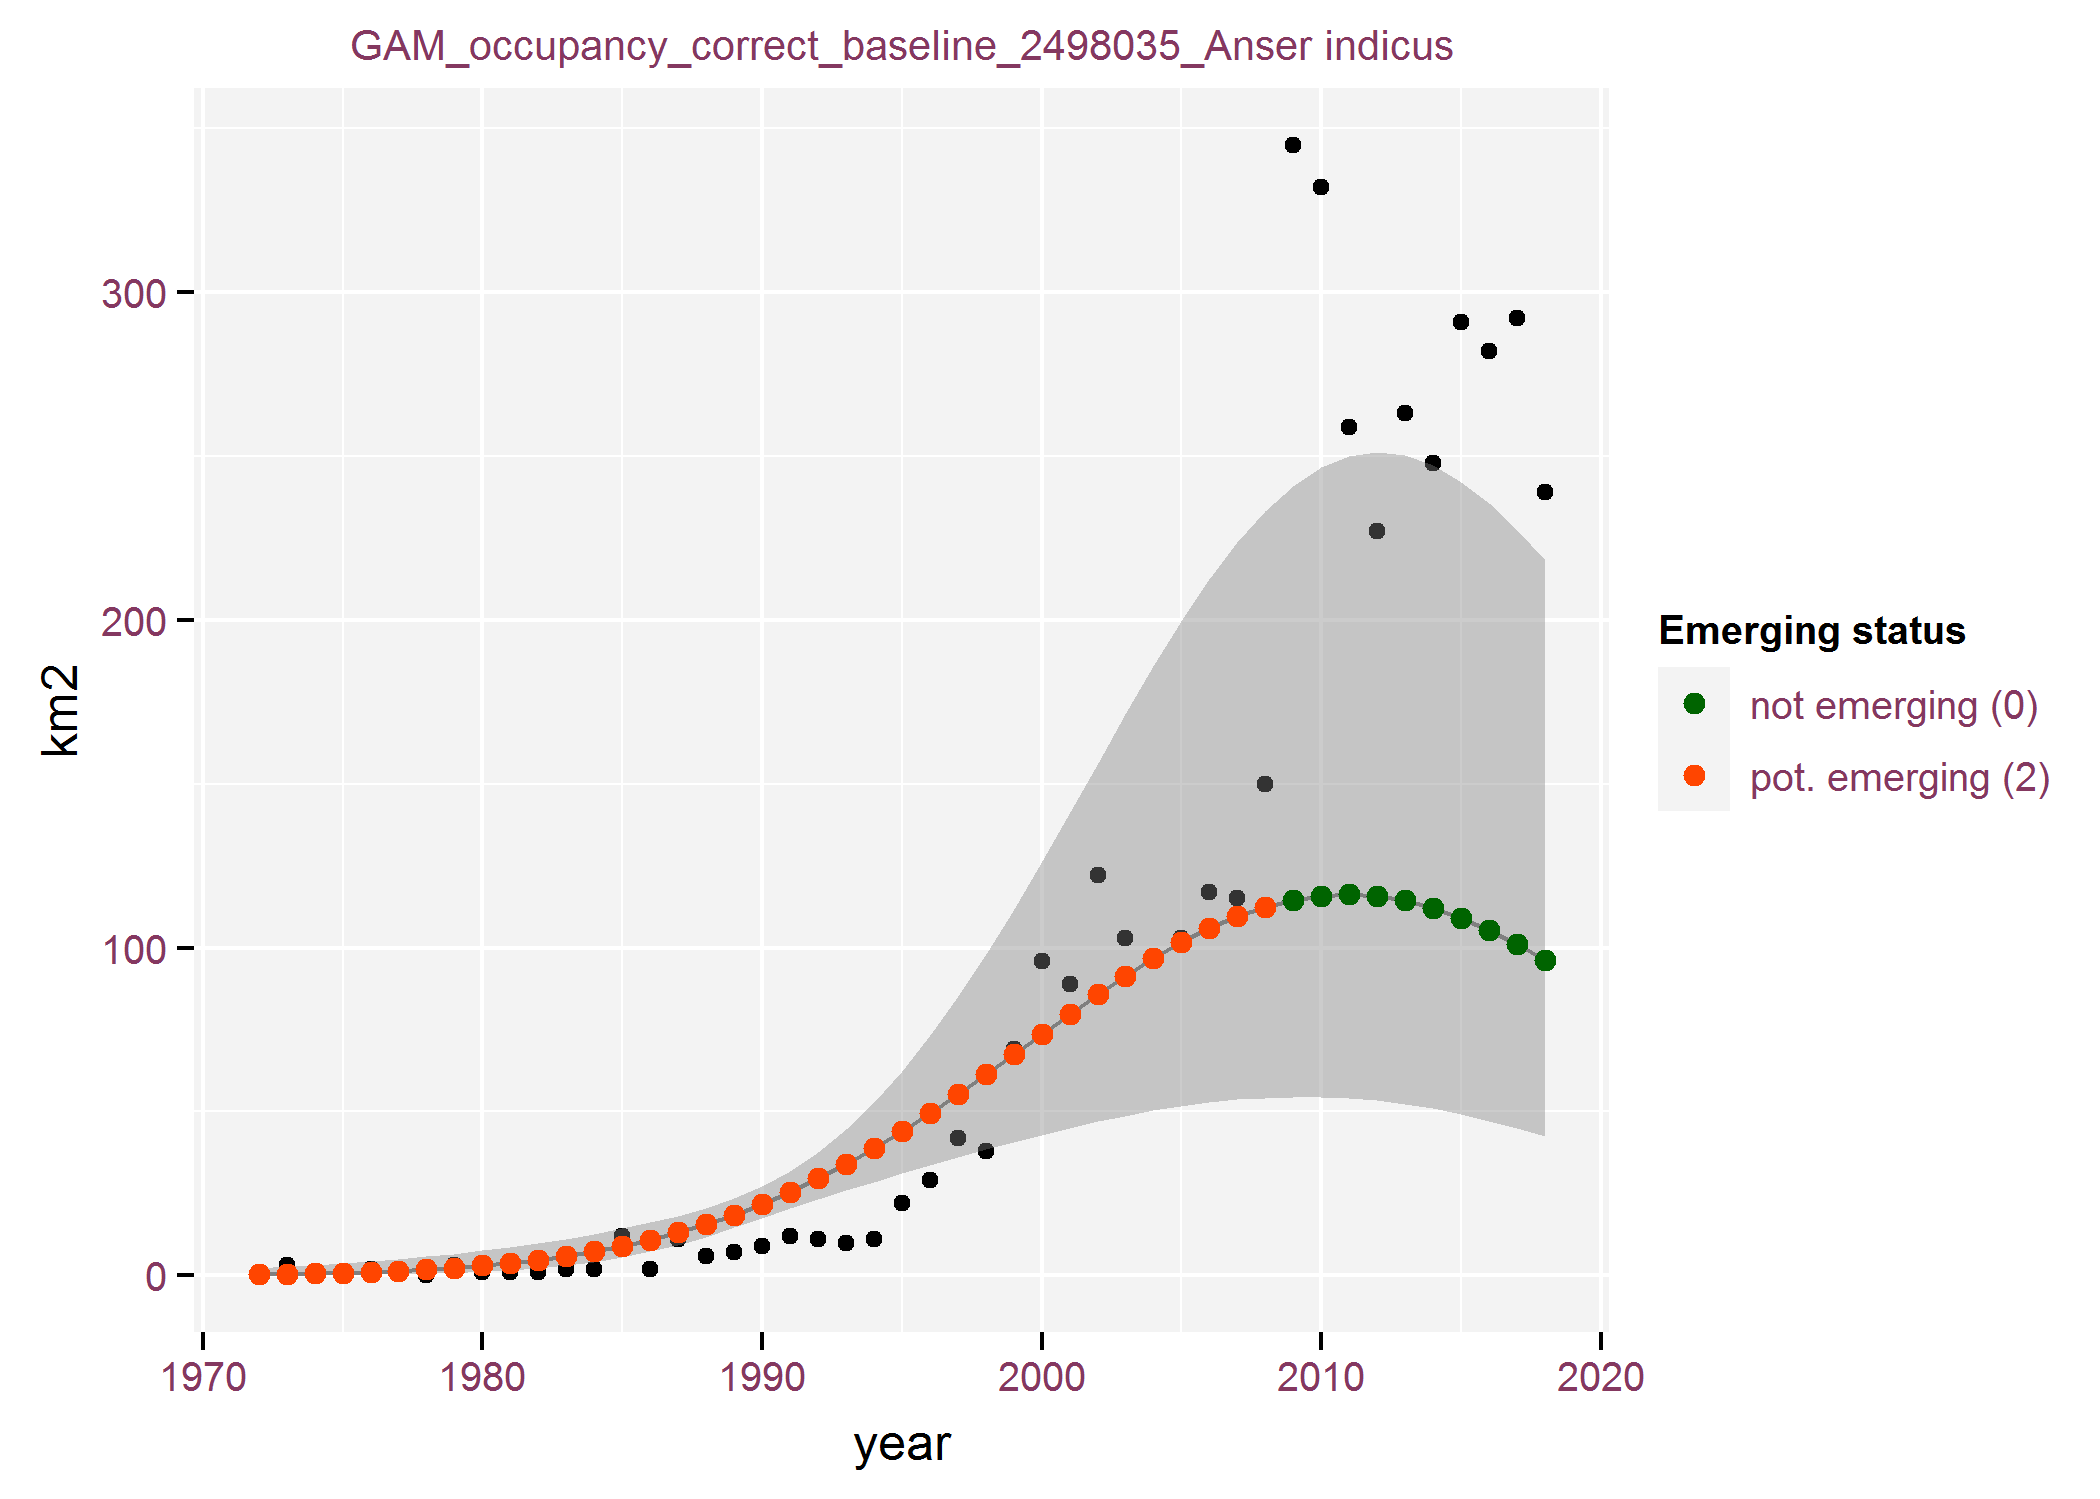 GAM_occupancy_correct_baseline_2498035_Anser indicus
km2
300
200
100
0
1970 1980 1990 2000 2010 2020
year
Emerging status
not emerging (0)
pot. emerging (2)